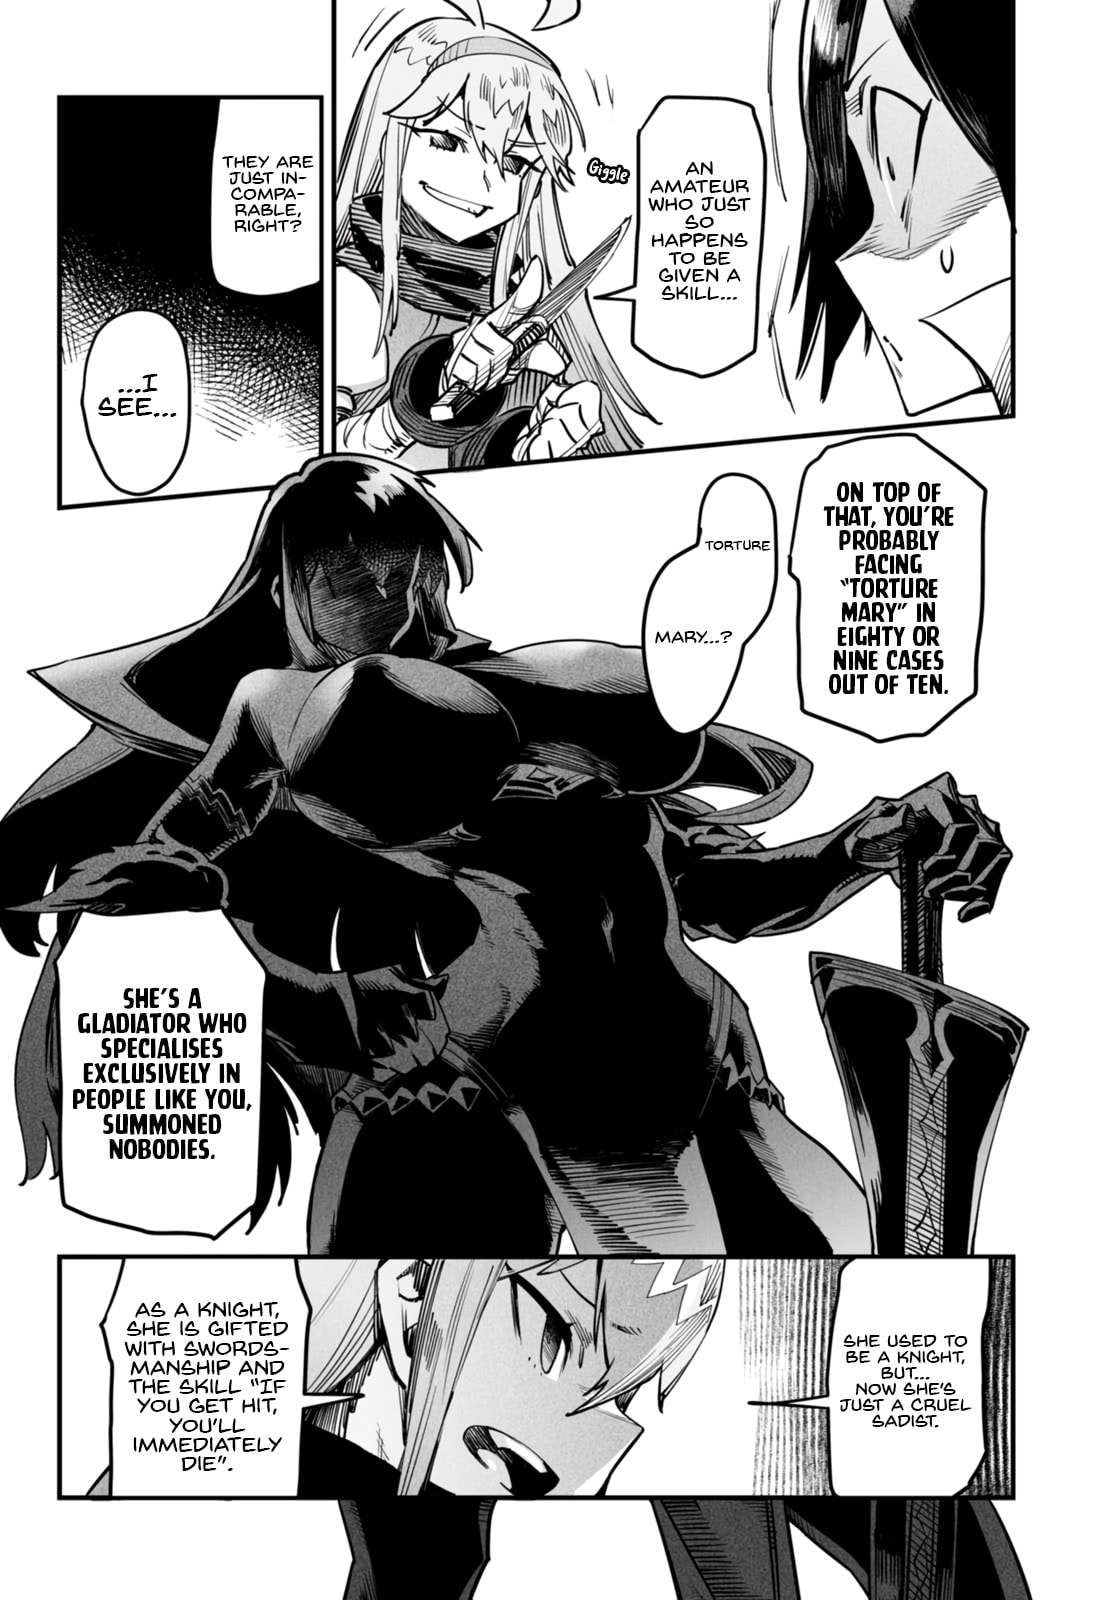 AN
AMATEUR
WHO JUST
SO
HAPPENS
TO BE
GIVEN A
SKILL...
Giggle
THEY ARE
JUST IN-
COMPA-
RABLE,
RIGHT?
...I
SEE...
ON TOP OF
THAT, YOU'RE
PROBABLY
FACING
"TORTURE
MARY" IN
EIGHTY OR
NINE CASES
OUT OF TEN.
TORTURE
MARY...?
SHE'S A
GLADIATOR WHO
SPECIALISES
EXCLUSIVELY IN
PEOPLE LIKE YOU,
SUMMONED
NOBODIES.
SHE USED TO
BE A KNIGHT,
BUT...
NOW SHE'S
JUST A CRUEL
SADIST.
AS A KNIGHT,
SHE IS GIFTED
WITH SWORDS-
MANSHIP AND
THE SKILL "IF
YOU GET HIT,
YOU'LL
IMMEDIATELY
DIE".